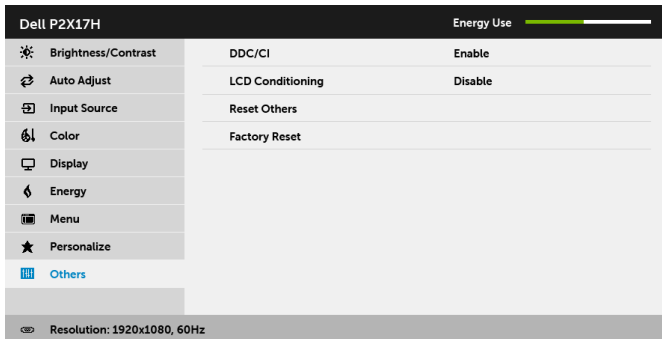 Dell P2X17H Energy Use
Brightness/Contrast DDC/CI Enable
Auto Adjust LCD Conditioning Disable
Input Source Reset Others
Color Factory Reset
Display
Energy
Menu
Personalize
Others
Resolution: 1920x1080, 60Hz